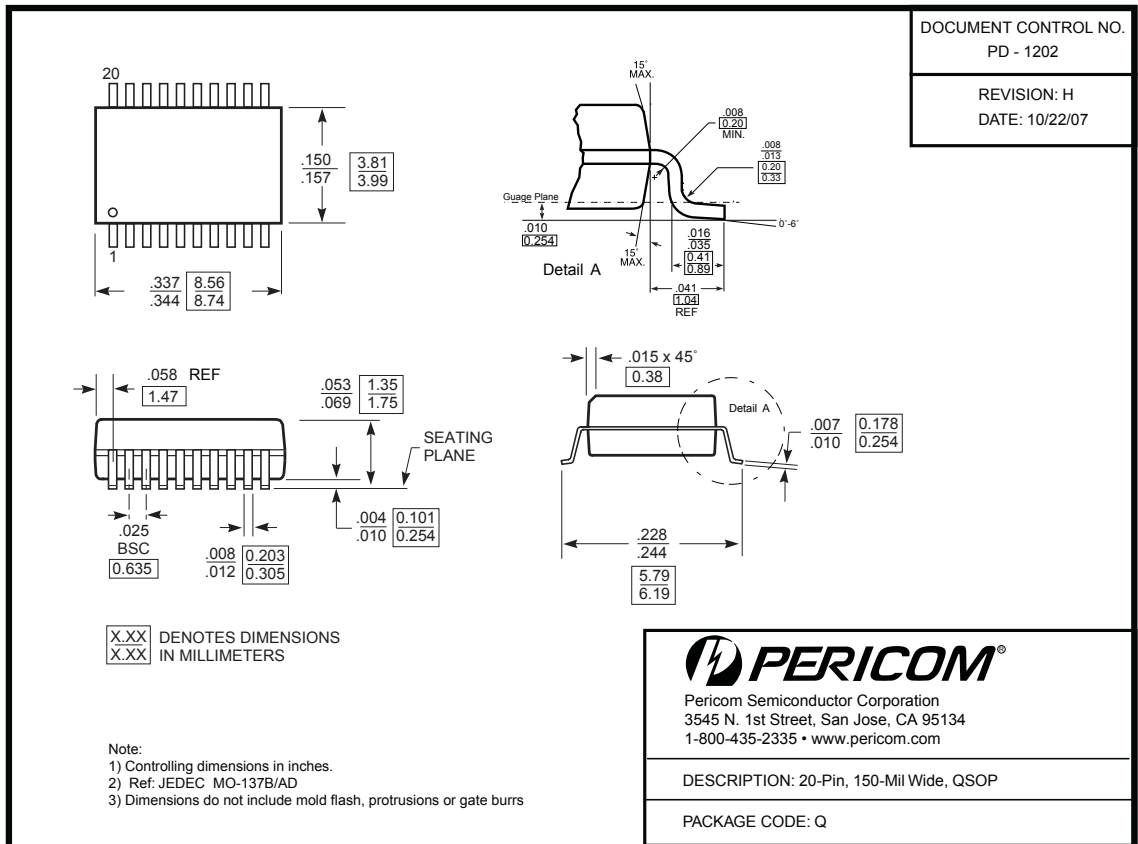 DOCUMENT CONTROL NO.
PD - 1202
REVISION: H
DATE: 10/22/07
20
1
.150
.157
3.81
3.99
.337
.344
8.56
8.74
15˚
MAX.
.008
0.20
MIN.
.008
.013
0.20
0.33
Guage Plane
.010
0.254
15˚
MAX.
0˚-6˚
.016
.035
0.41
0.89
.041
1.04
REF
Detail A
.058 REF
1.47
.053
.069
1.35
1.75
SEATING
PLANE
.004
.010
0.101
0.254
.025
BSC
0.635
.008
.012
0.203
0.305
.015 x 45˚
0.38
Detail A
.007
.010
0.178
0.254
.228
.244
5.79
6.19
X.XX
X.XX
DENOTES DIMENSIONS
IN MILLIMETERS
Note:
1) Controlling dimensions in inches.
2) Ref: JEDEC MO-137B/AD
3) Dimensions do not include mold flash, protrusions or gate burrs
PERICOM®
Pericom Semiconductor Corporation
3545 N. 1st Street, San Jose, CA 95134
1-800-435-2335 • www.pericom.com
DESCRIPTION: 20-Pin, 150-Mil Wide, QSOP
PACKAGE CODE: Q